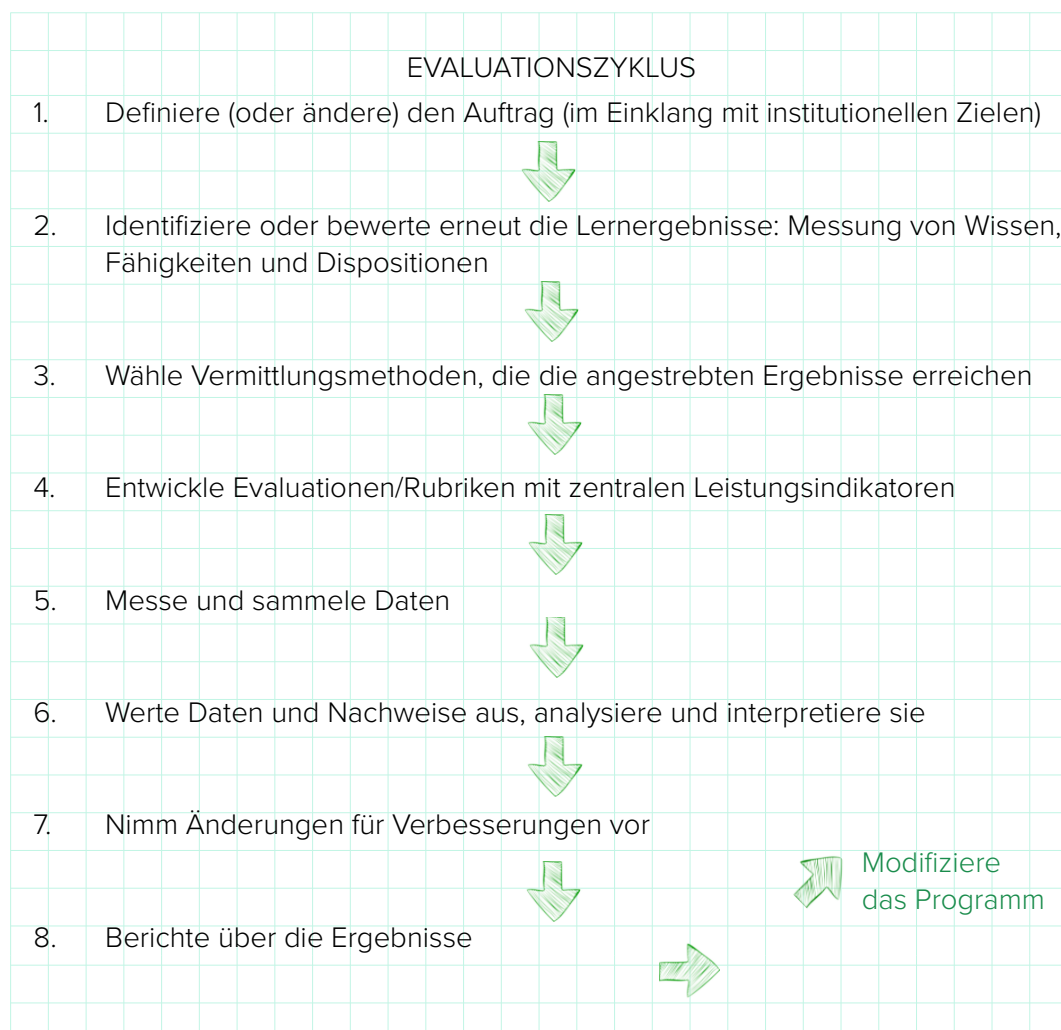 EVALUATIONSZYKLUS
1. Definiere (oder ändere) den Auftrag (im Einklang mit institutionellen Zielen)
2. Identifiziere oder bewerte erneut die Lernergebnisse: Messung von Wissen,
Fähigkeiten und Dispositionen
3. Wähle Vermittlungsmethoden, die die angestrebten Ergebnisse erreichen
4. Entwickle Evaluationen/Rubriken mit zentralen Leistungsindikatoren
5. Messe und sammele Daten
6. Werte Daten und Nachweise aus, analysiere und interpretiere sie
7. Nimm Änderungen für Verbesserungen vor
Modifiziere
das Programm
8. Berichte über die Ergebnisse